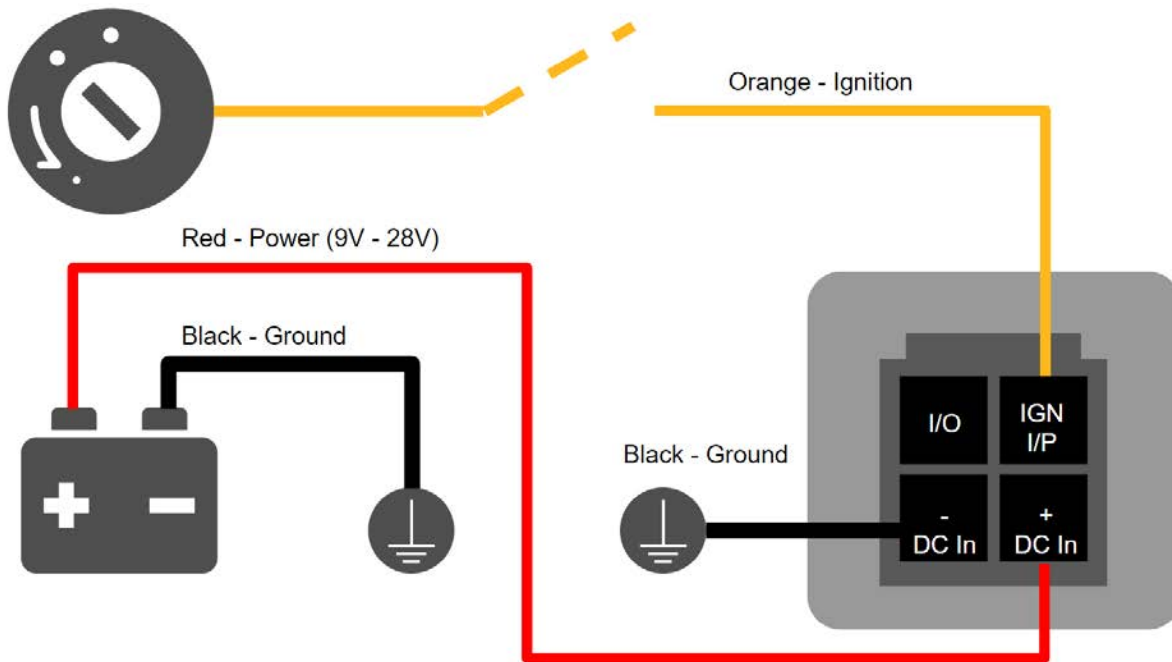 Orange - Ignition
Red - Power (9V - 28V)
Black - Ground
I/O
IGN
I/P
Black - Ground
-
DC In
+
DC In